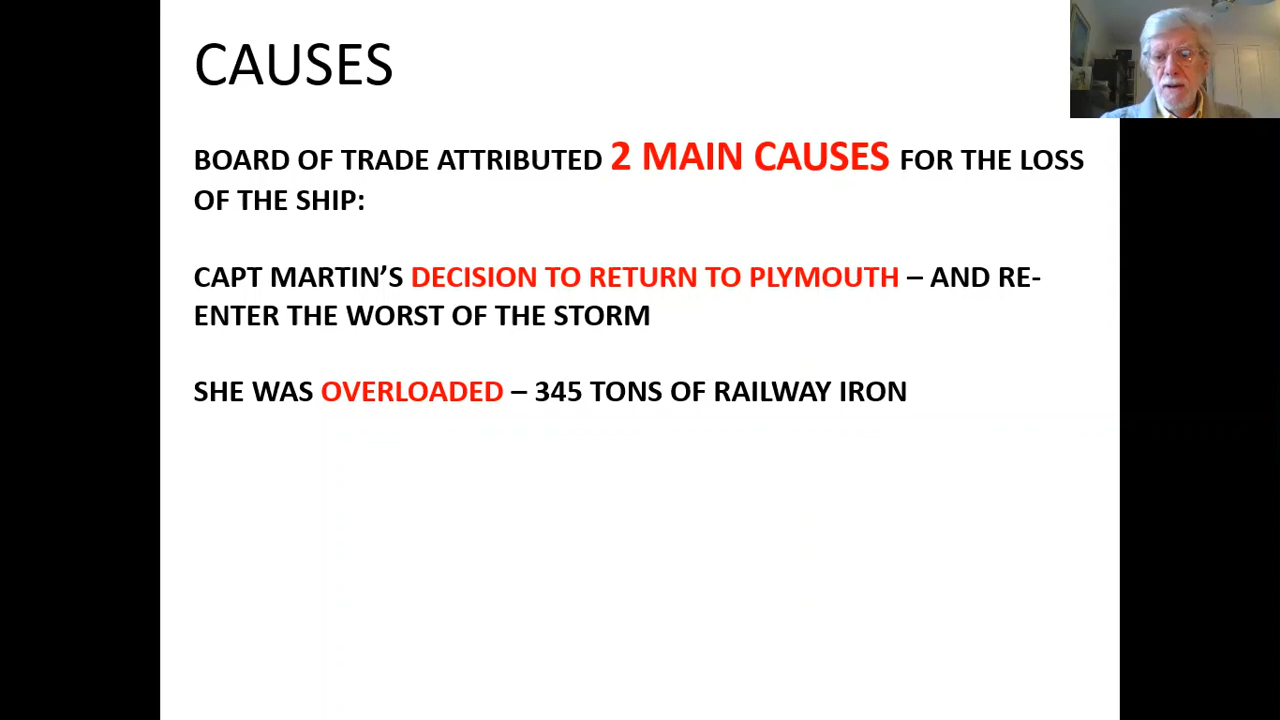 CAUSES
BOARD OF TRADE ATTRIBUTED 2 MAIN CAUSES FOR THE LOSS
OF THE SHIP:
CAPT MARTIN’S DECISION TO RETURN TO PLYMOUTH – AND RE-
ENTER THE WORST OF THE STORM
SHE WAS OVERLOADED – 345 TONS OF RAILWAY IRON